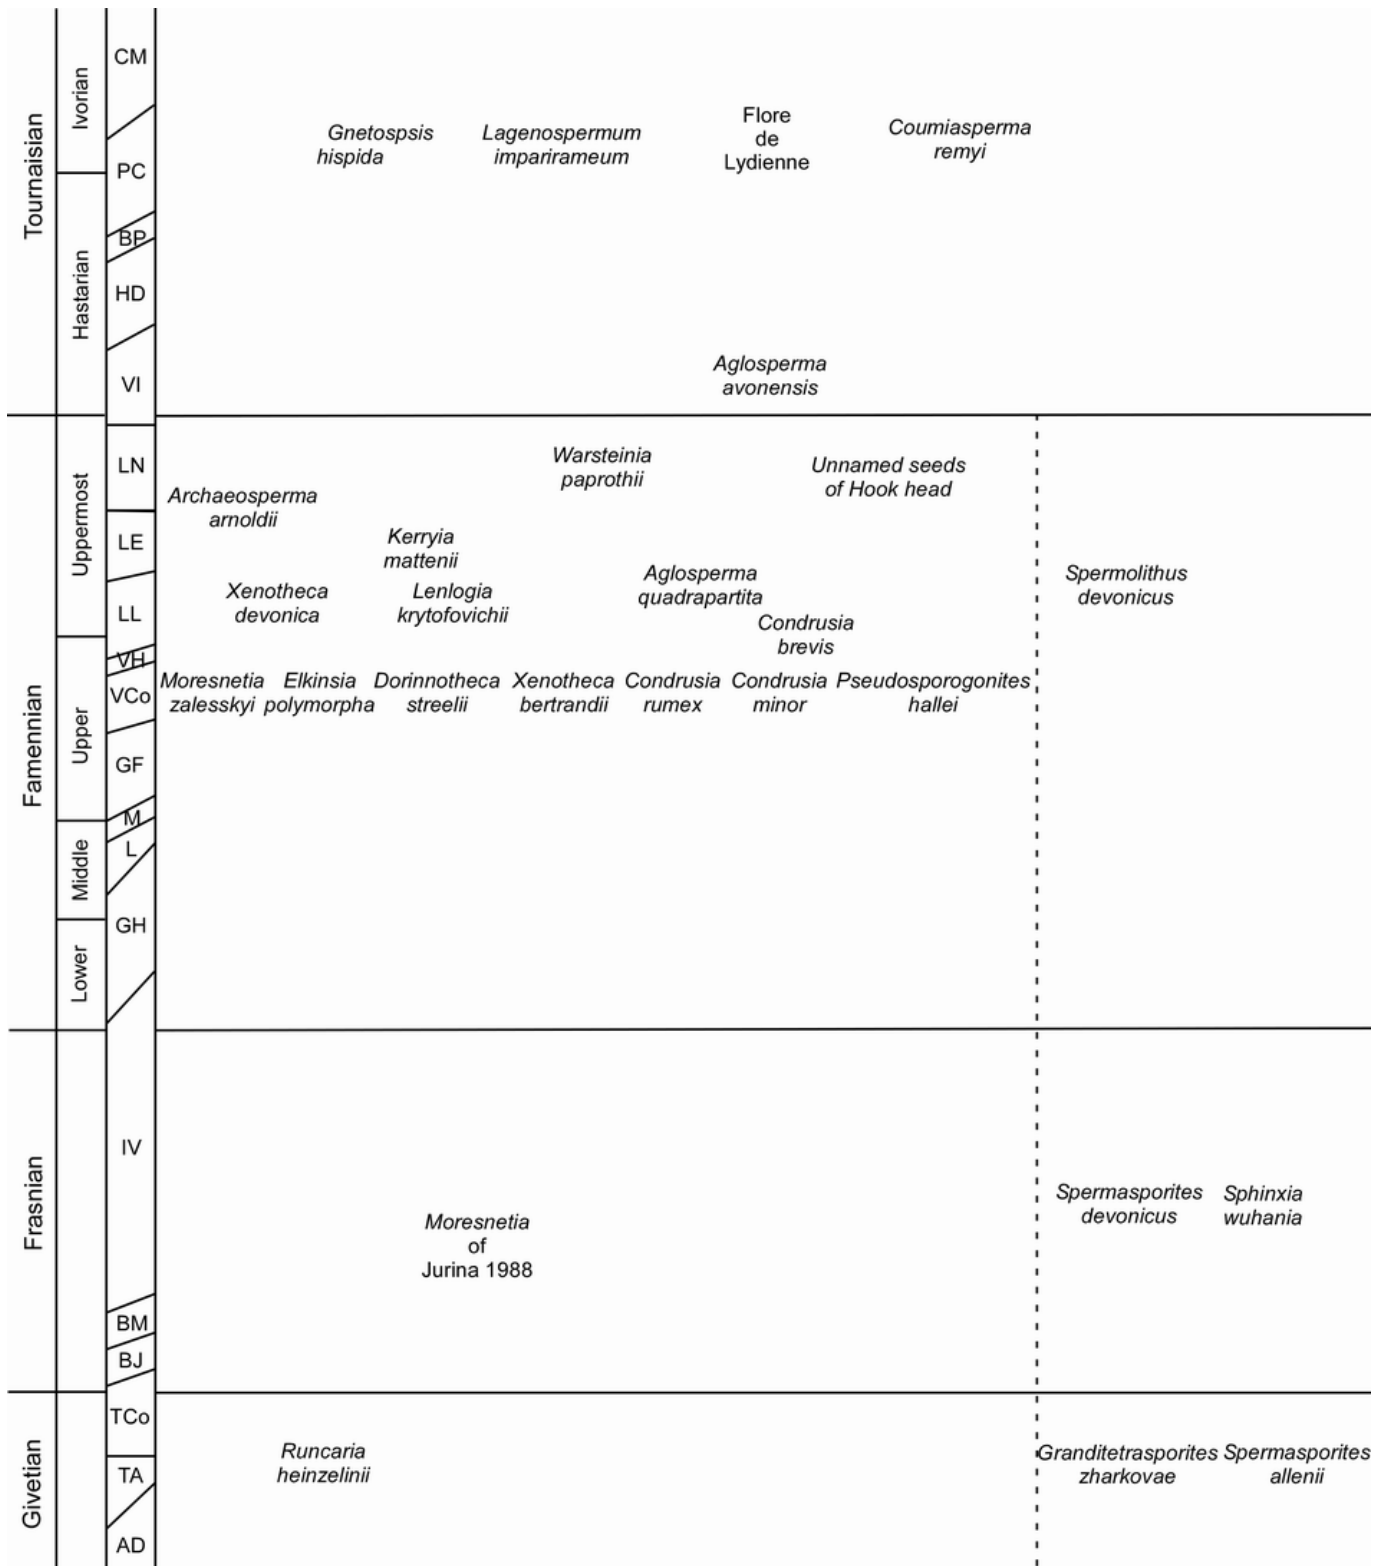 Tournaisian
Ivorian
Hastarian
CM
PC
BP
HD
VI
Gnetospsis
hispida
Lagenospermum
imparirameum
Flore
de
Lydienne
Coumiasperma
remyi
Aglosperma
avonensis
Famennian
Uppermost
Upper
Middle
Lower
LN
LE
LL
VH
VCo
GF
M
L
GH
Warsteinia
paprothii
Unnamed seeds
of Hook head
Archaeosperma
arnoldii
Kerryia
mattenii
Xenotheca
devonica
Lenlogia
krytofovichii
Aglosperma
quadrapartita
Condrusia
brevis
Spermolithus
devonicus
Moresnetia
zalesskyi
Elkinsia
polymorpha
Dorinnotheca
streelii
Xenotheca
bertrandii
Condrusia
rumex
Condrusia
minor
Pseudosporogonites
hallei
Frasnian
IV
BM
BJ
Moresnetia
of
Jurina 1988
Spermasporites
devonicus
Sphinxia
wuhania
Givetian
TCo
TA
AD
Runcaria
heinzelinii
Granditetrasporites
zharkovae
Spermasporites
allenii